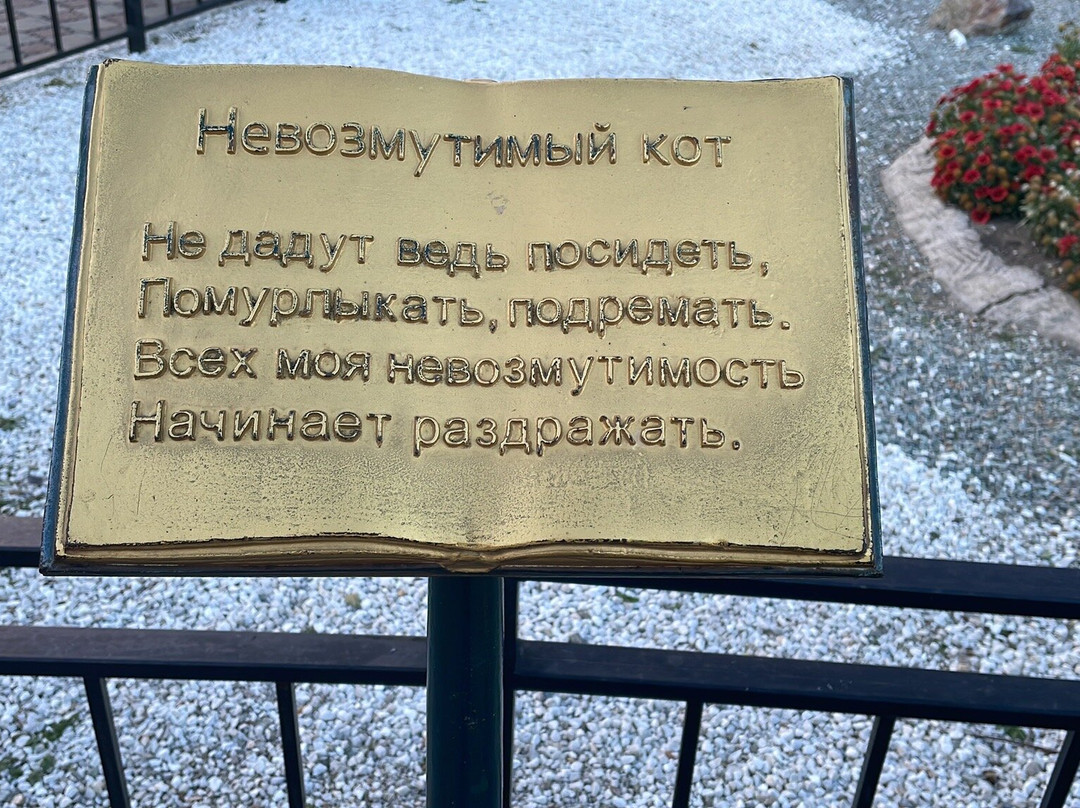 Невозмутимый кот
Не дадут ведь посидеть,
Помурлыкать, подремать.
Всех моя невозмутимость
Начинает раздражать.